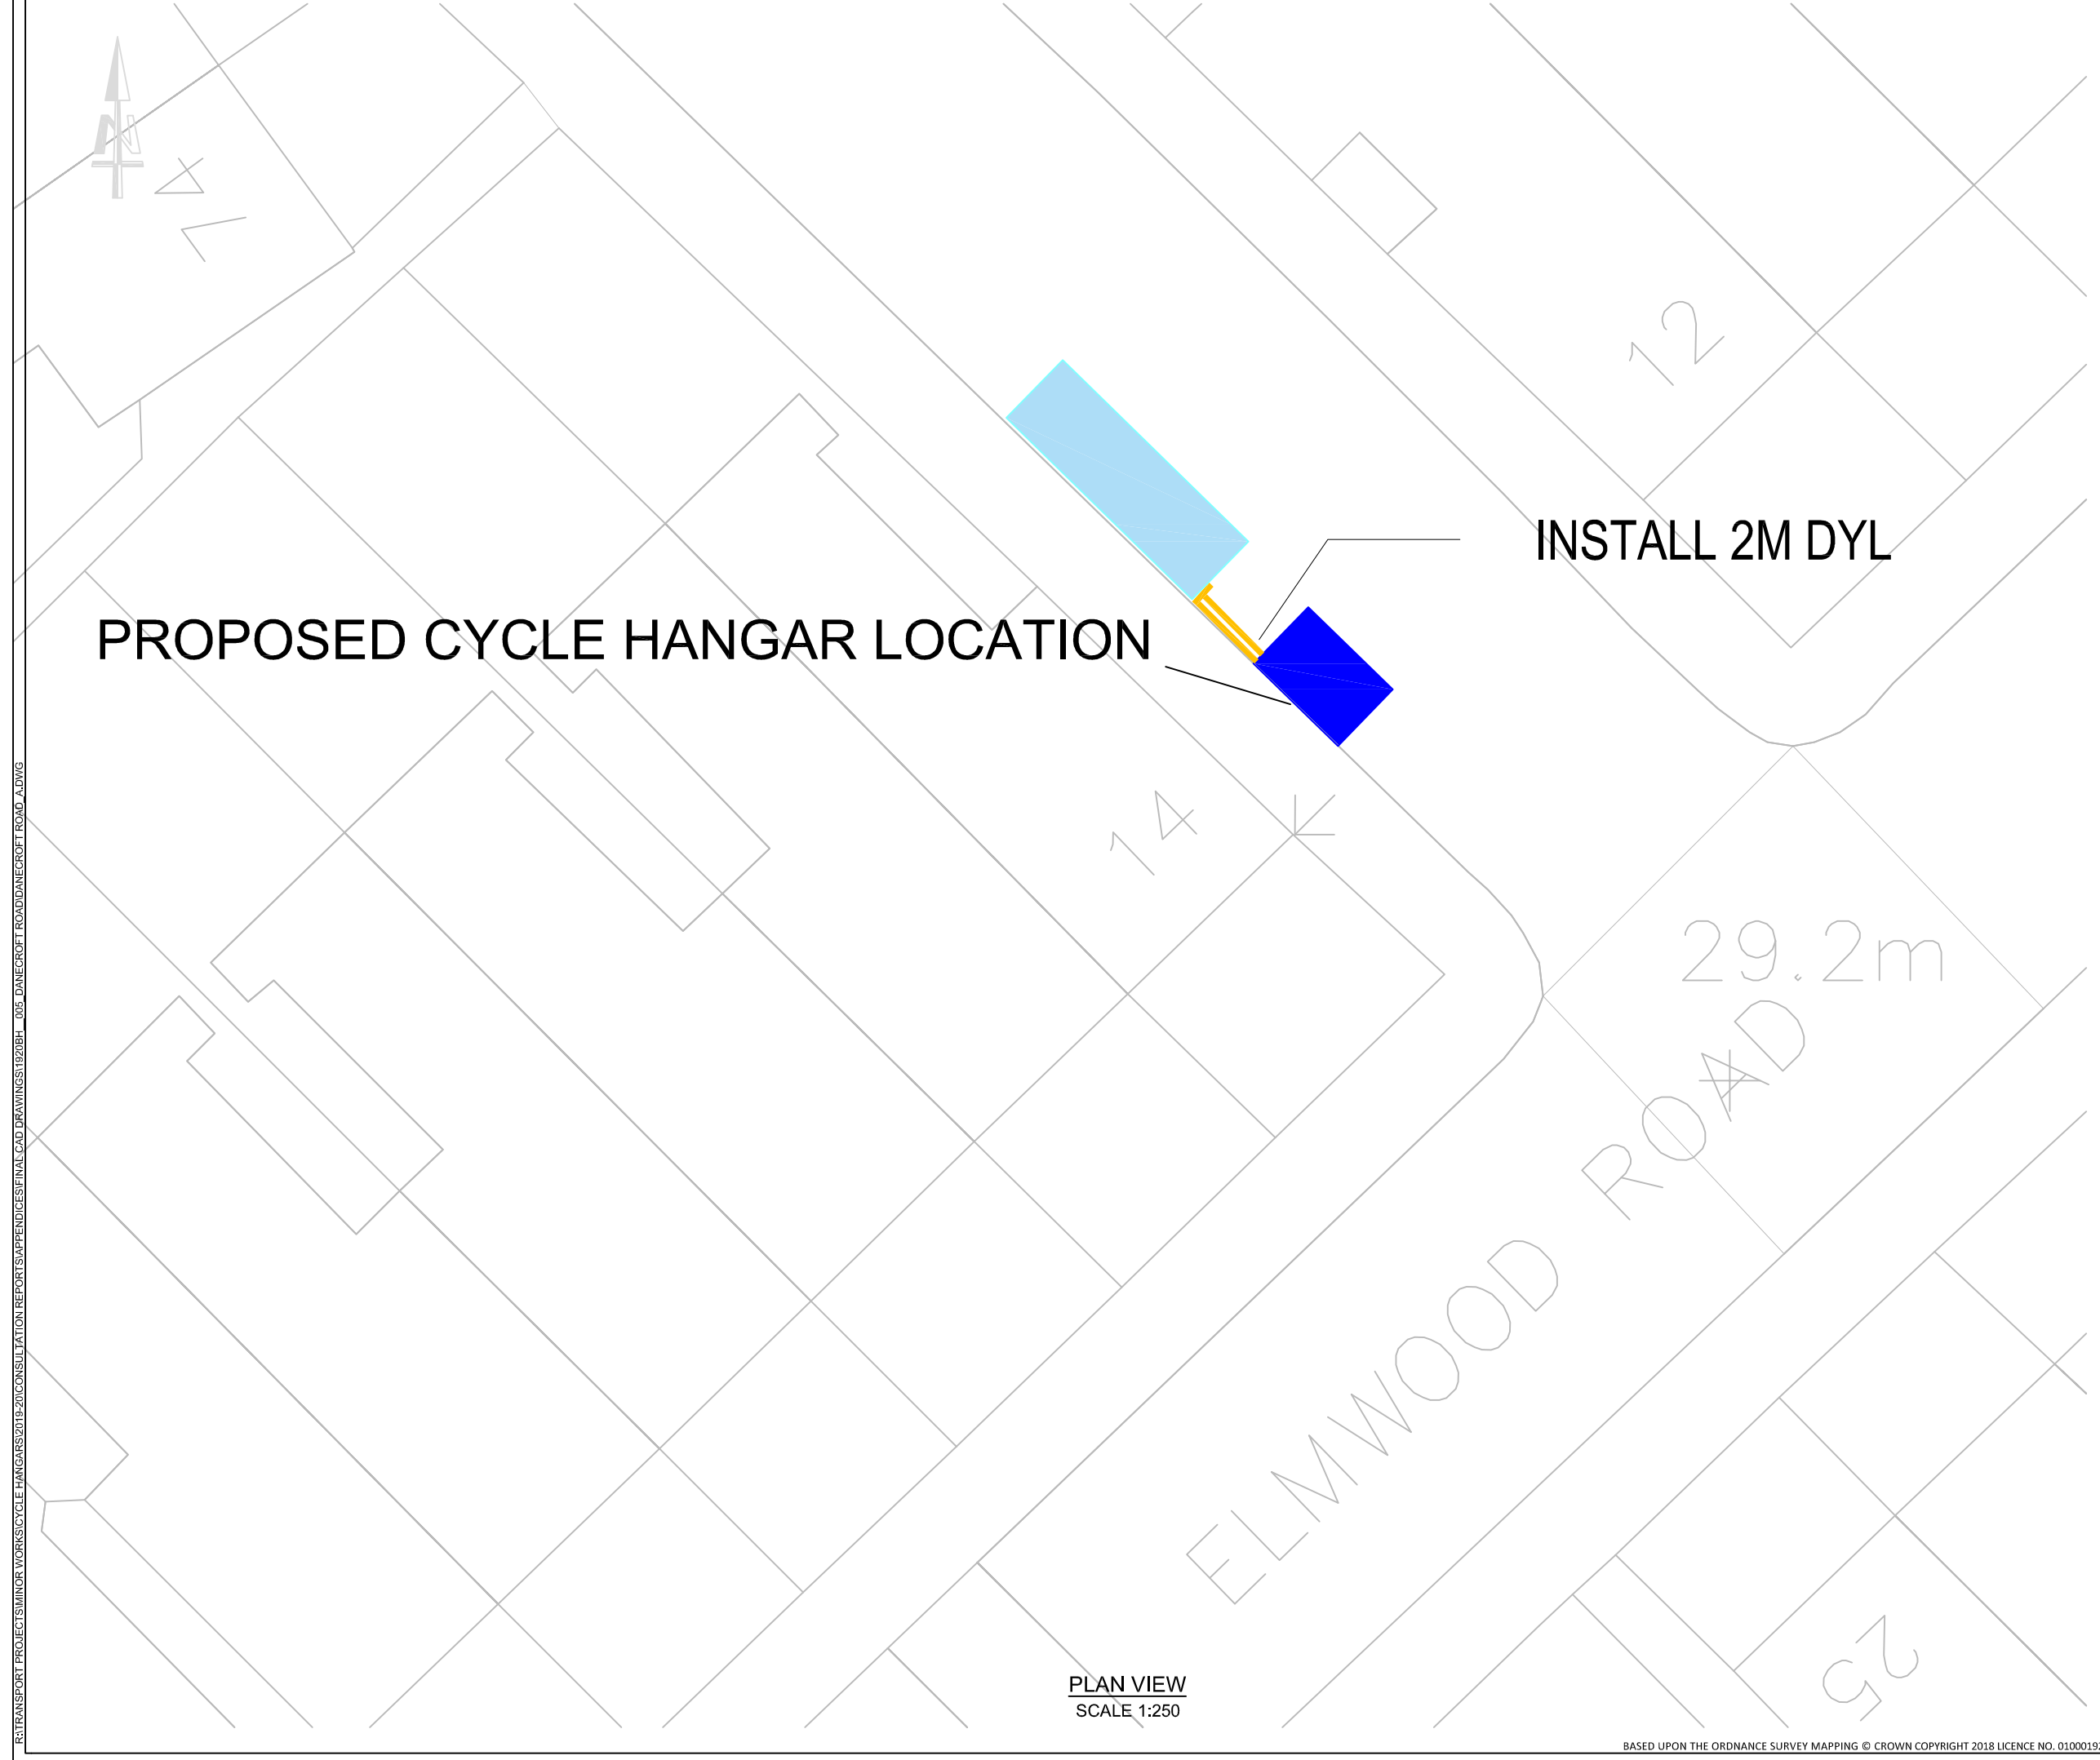 N
74
12
INSTALL 2M DYL
PROPOSED CYCLE HANGAR LOCATION
14
29.2m
ELMWOOD ROAD
25
PLAN VIEW
SCALE 1:250
R:\TRANSPORT PROJECTS\MINOR WORKS\CYCLE HANGARS\2019-20\CONSULTATION REPORTS\APPENDICES\FINAL CAD DRAWINGS\1920BH__005_DANECROFT ROAD\DANECROFT ROAD_A.DWG
BASED UPON THE ORDNANCE SURVEY MAPPING © CROWN COPYRIGHT 2018 LICENCE NO. 0100019